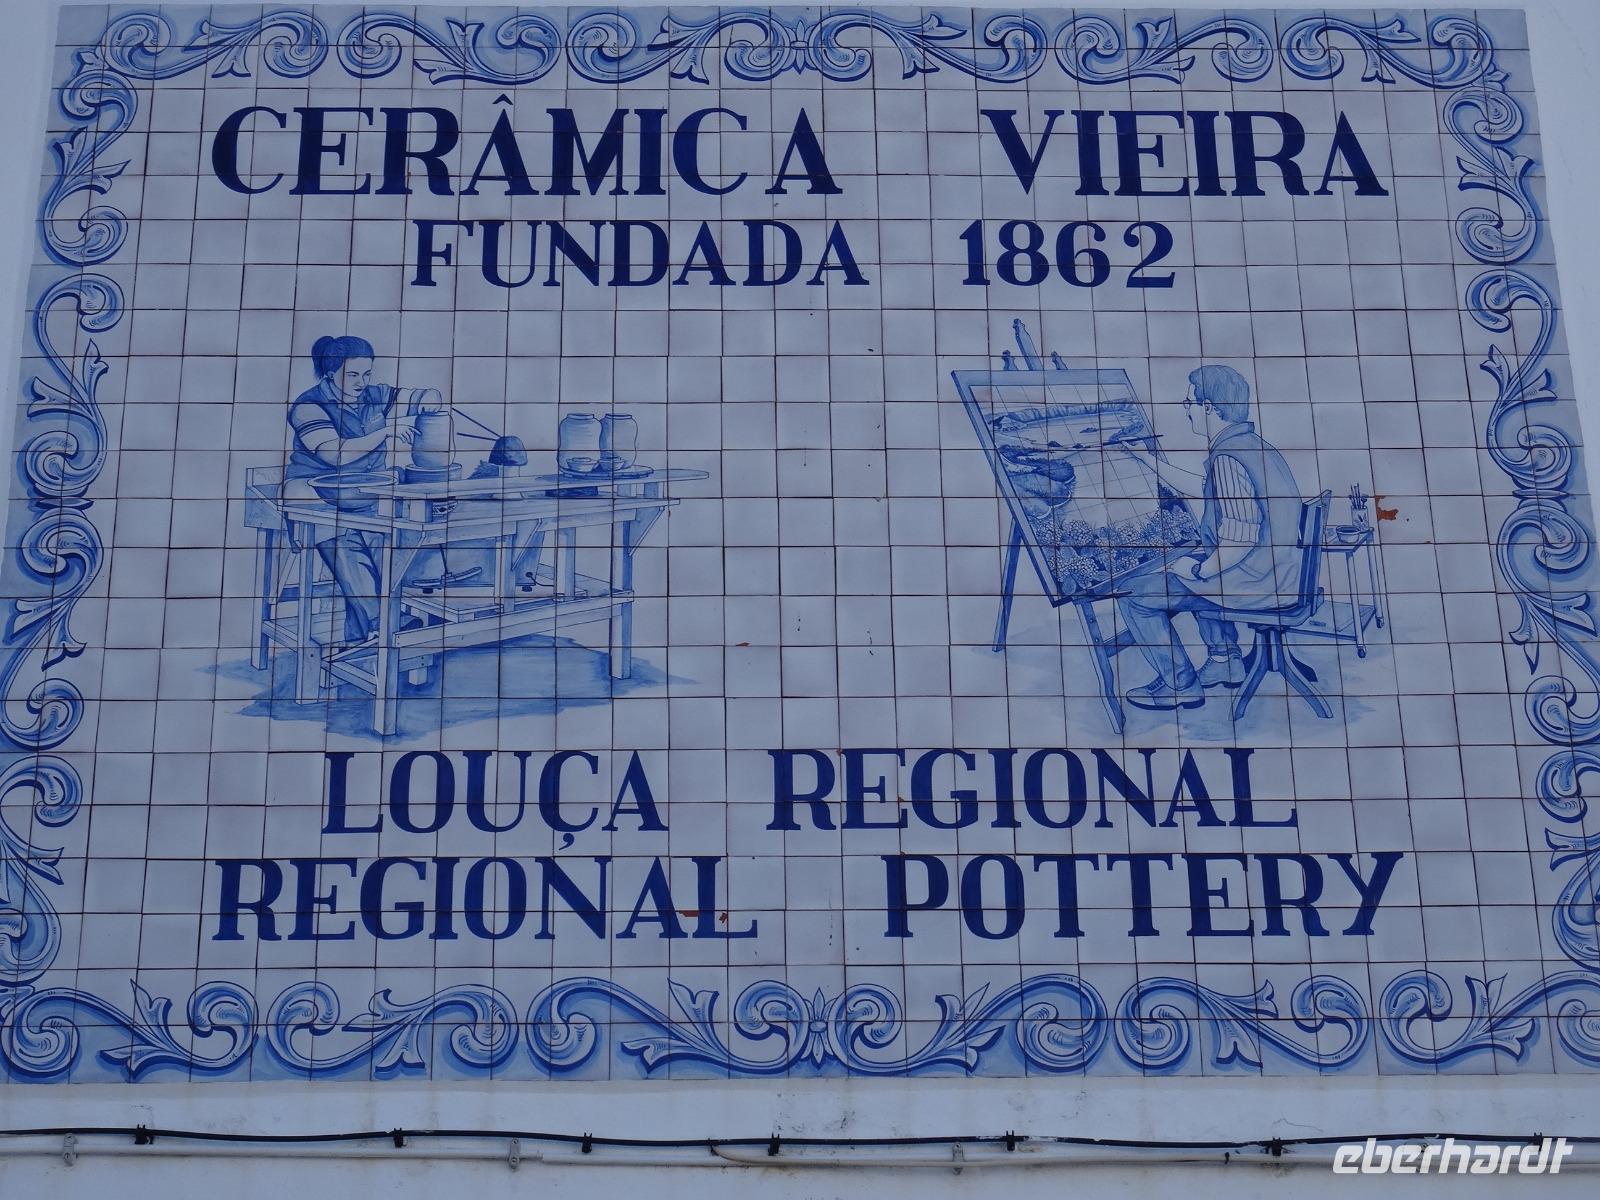 CERÂMICA VIEIRA
FUNDADA 1862
LOUÇA REGIONAL
REGIONAL POTTERY
eberhardt